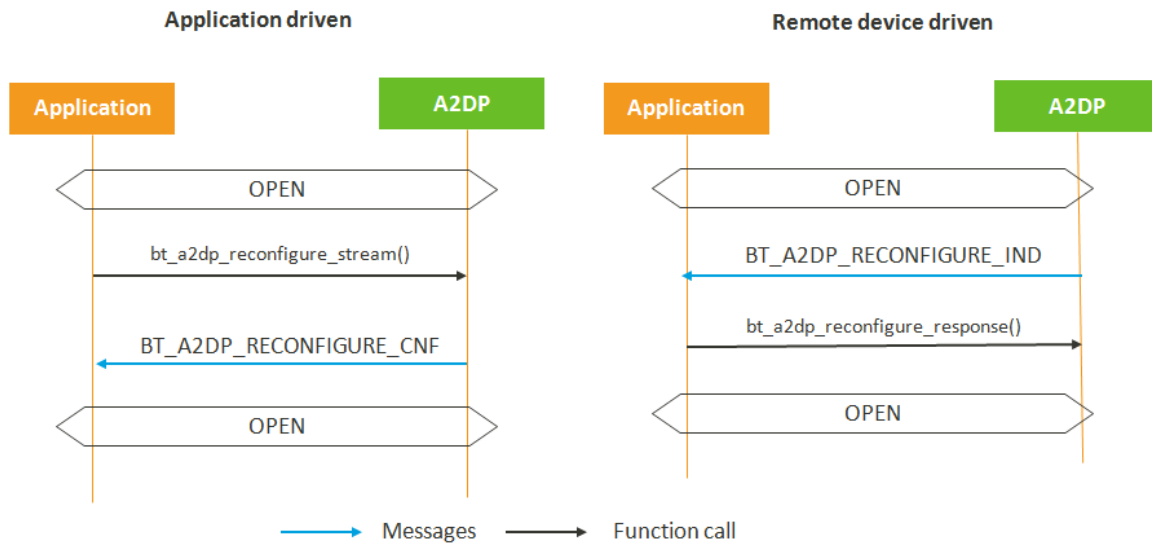 Application driven
Remote device driven
Application
A2DP
Application
A2DP
OPEN
OPEN
bt_a2dp_reconfigure_stream()
BT_A2DP_RECONFIGURE_IND
BT_A2DP_RECONFIGURE_CNF
bt_a2dp_reconfigure_response()
OPEN
OPEN
Messages
Function call